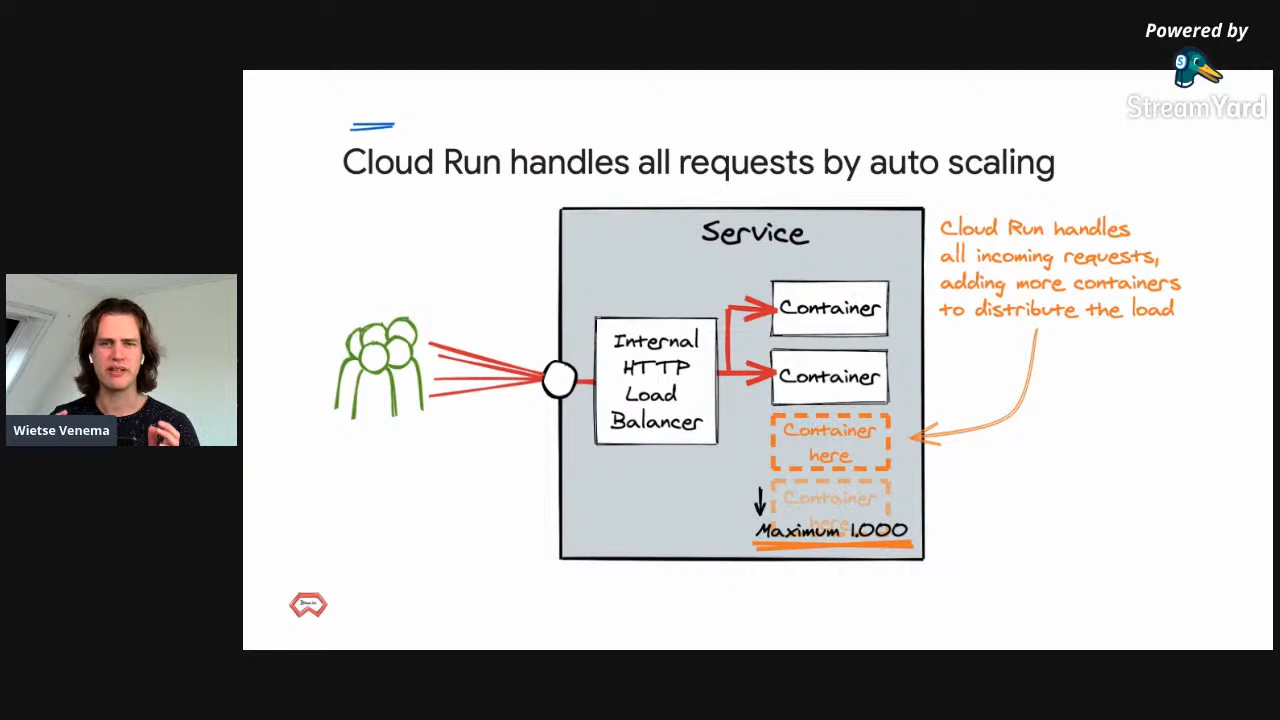 Powered by
StreamYard
Cloud Run handles all requests by auto scaling
Service
Cloud Run handles
all incoming requests,
adding more containers
to distribute the load
Internal
HTTP
Load
Balancer
Container
Container
Container
here
Container
here
Maximum 1.000
Wietse Venema